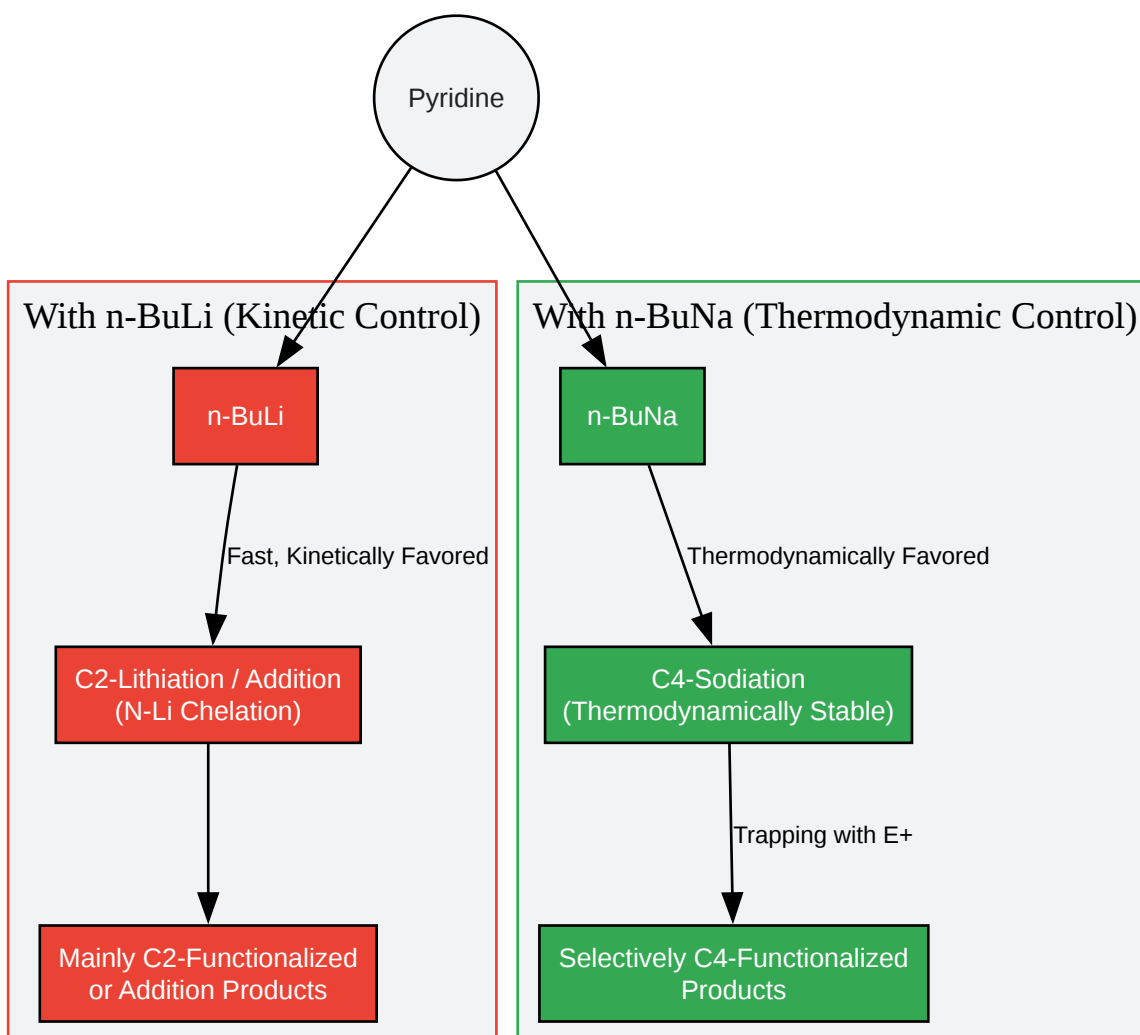 Pyridine
With n-BuLi (Kinetic Control)
n-BuLi
Fast, Kinetically Favored
C2-Lithiation / Addition
(N-Li Chelation)
Mainly C2-Functionalized
or Addition Products
With n-BuNa (Thermodynamic Control)
n-BuNa
Thermodynamically Favored
C4-Sodiation
(Thermodynamically Stable)
Trapping with E+
Selectively C4-Functionalized
Products